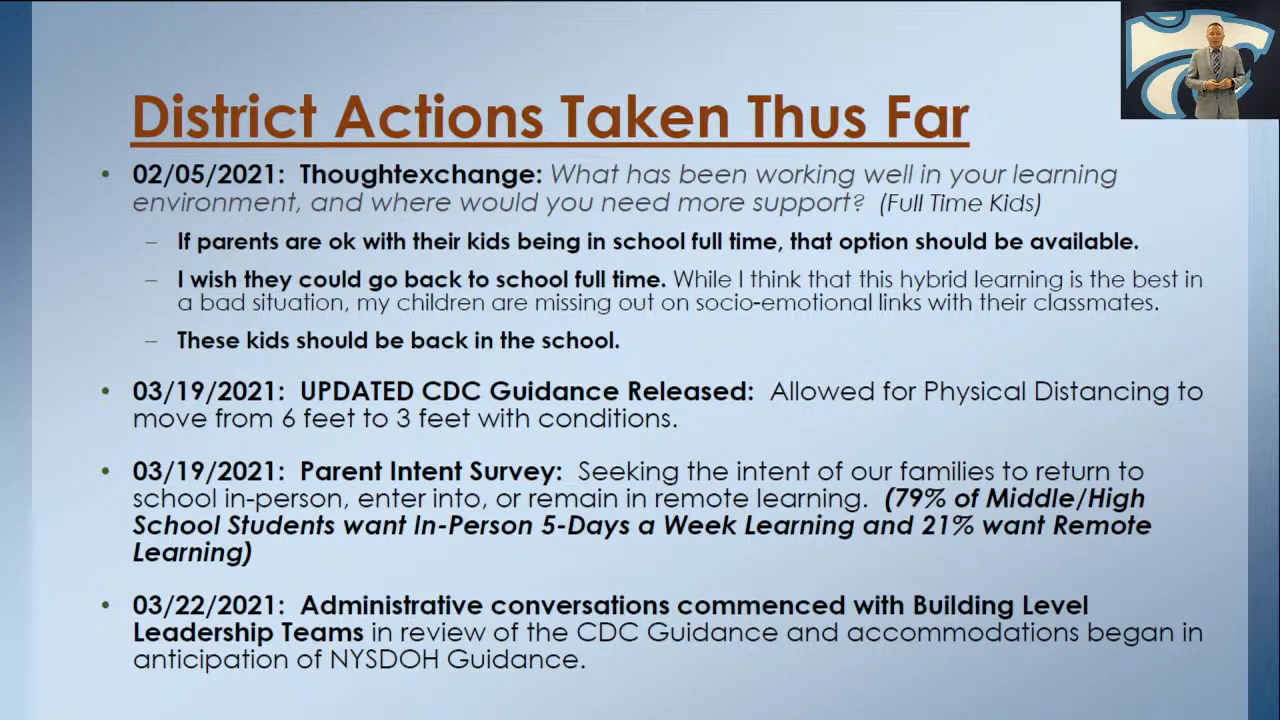 District Actions Taken Thus Far
• 02/05/2021: Thoughtexchange: What has been working well in your learning
environment, and where would you need more support? (Full Time Kids)
– If parents are ok with their kids being in school full time, that option should be available.
– I wish they could go back to school full time. While I think that this hybrid learning is the best in
a bad situation, my children are missing out on socio-emotional links with their classmates.
– These kids should be back in the school.
• 03/19/2021: UPDATED CDC Guidance Released: Allowed for Physical Distancing to
move from 6 feet to 3 feet with conditions.
• 03/19/2021: Parent Intent Survey: Seeking the intent of our families to return to
school in-person, enter into, or remain in remote learning. (79% of Middle/High
School Students want In-Person 5-Days a Week Learning and 21% want Remote
Learning)
• 03/22/2021: Administrative conversations commenced with Building Level
Leadership Teams in review of the CDC Guidance and accommodations began in
anticipation of NYSDOH Guidance.